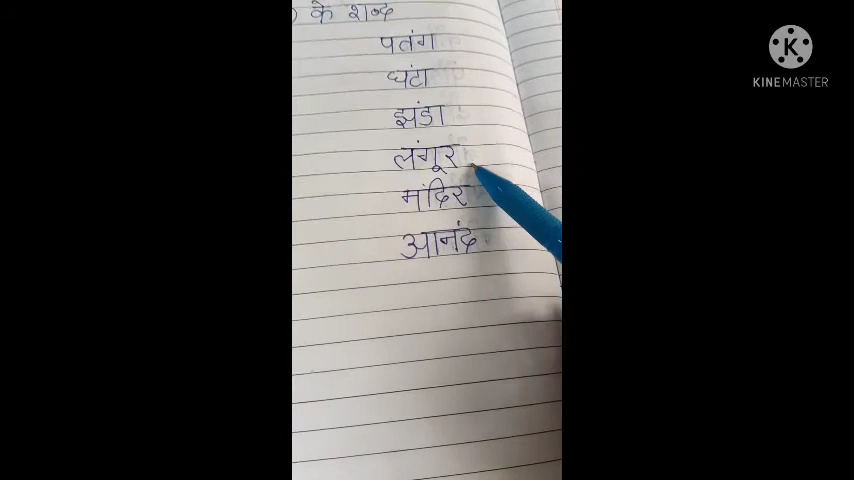 ) के शब्द
पतंग
घंटा
झंडा
लंगूर
मंदिर
आनंद
K
KINEMASTER